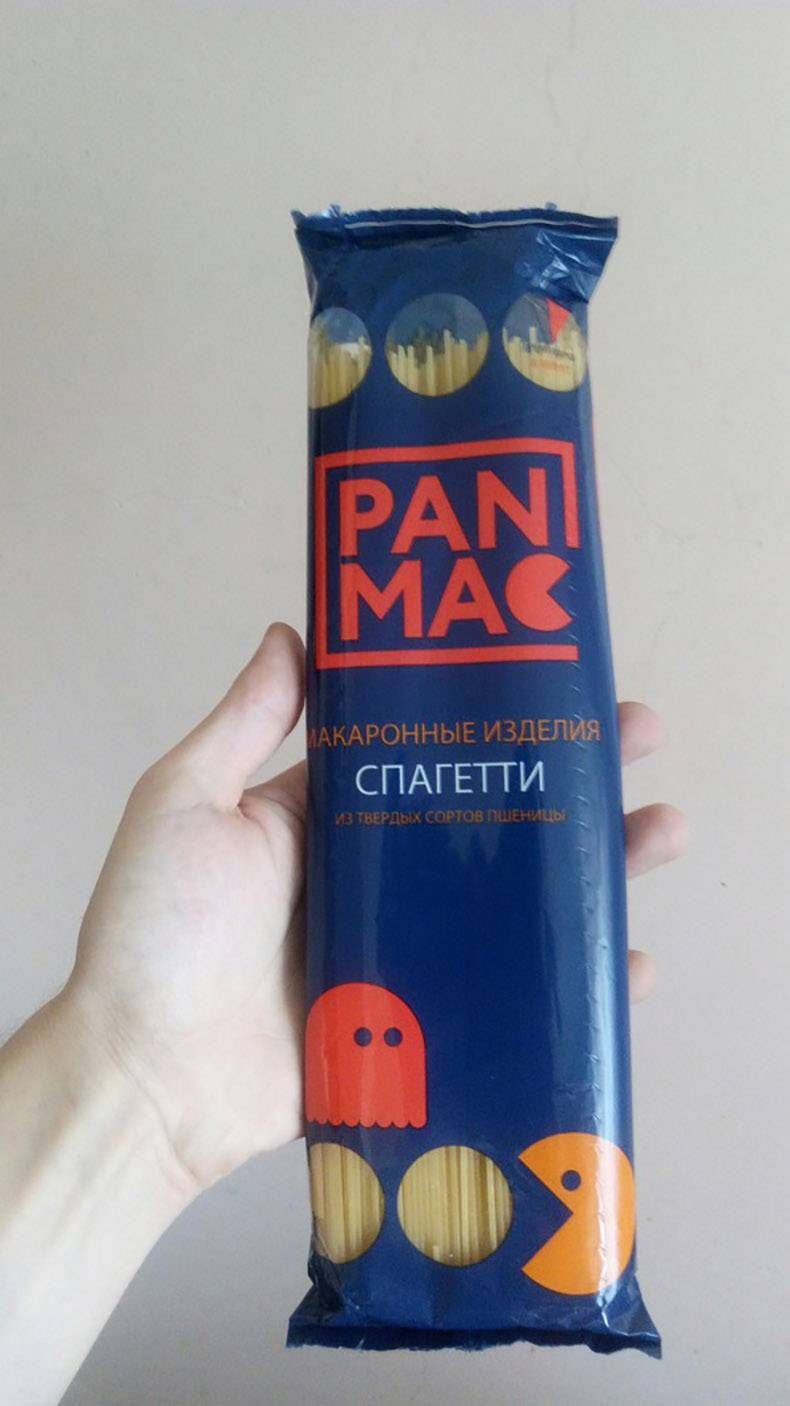 PAN
MAC
МАКАРОННЫЕ ИЗДЕЛИЯ
СПАГЕТТИ
ИЗ ТВЕРДЫХ СОРТОВ ПШЕНИЦЫ